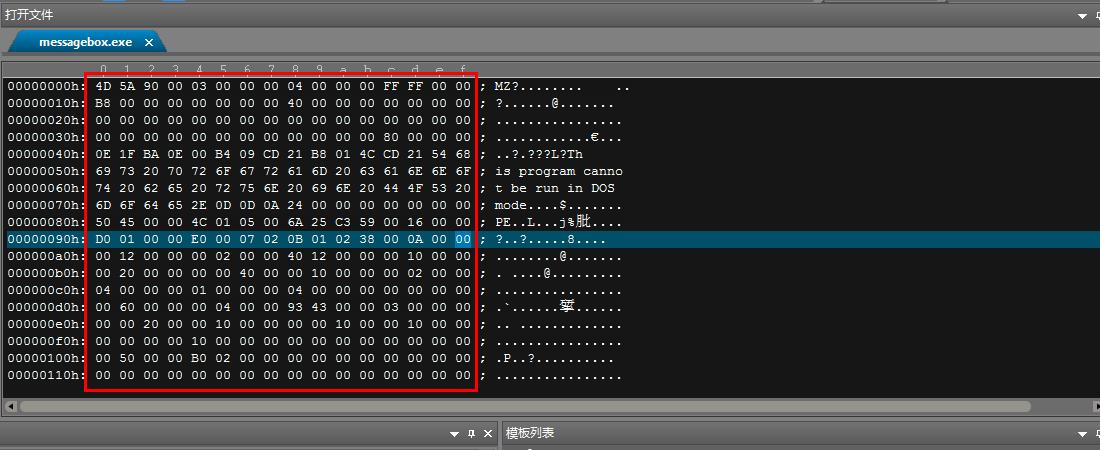 打开文件
messagebox.exe ×
0 1 2 3 4 5 6 7 8 9 a b c d e f
00000000h: 4D 5A 90 00 03 00 00 00 04 00 00 00 FF FF 00 00 ; MZ?........ ..
00000010h: B8 00 00 00 00 00 00 00 40 00 00 00 00 00 00 00 ; ?.......@.......
00000020h: 00 00 00 00 00 00 00 00 00 00 00 00 00 00 00 00 ; ................
00000030h: 00 00 00 00 00 00 00 00 00 00 00 00 80 00 00 00 ; ............€...
00000040h: 0E 1F BA 0E 00 B4 09 CD 21 B8 01 4C CD 21 54 68 ; ..?.???L?Th
00000050h: 69 73 20 70 72 6F 67 72 61 6D 20 63 61 6E 6E 6F ; is program canno
00000060h: 74 20 62 65 20 72 75 6E 20 69 6E 20 44 4F 53 20 ; t be run in DOS
00000070h: 6D 6F 64 65 2E 0D 0D 0A 24 00 00 00 00 00 00 00 ; mode....$.......
00000080h: 50 45 00 00 4C 01 05 00 6A 25 C3 59 00 16 00 00 ; PE..L...j%肶....
00000090h: D0 01 00 00 E0 00 07 02 0B 01 02 38 00 0A 00 00 ; ?..?.....8....
000000a0h: 00 12 00 00 00 02 00 00 40 12 00 00 00 10 00 00 ; ........@.......
000000b0h: 00 20 00 00 00 00 40 00 00 10 00 00 00 02 00 00 ; . ....@.........
000000c0h: 04 00 00 00 01 00 00 00 04 00 00 00 00 00 00 00 ; ................
000000d0h: 00 60 00 00 00 04 00 00 93 43 00 00 03 00 00 00 ; .`......揅......
000000e0h: 00 00 20 00 00 10 00 00 00 00 10 00 00 10 00 00 ; .. .............
000000f0h: 00 00 00 00 10 00 00 00 00 00 00 00 00 00 00 00 ; ................
00000100h: 00 50 00 00 B0 02 00 00 00 00 00 00 00 00 00 00 ; .P..?..........
00000110h: 00 00 00 00 00 00 00 00 00 00 00 00 00 00 00 00 ; ................
模板列表